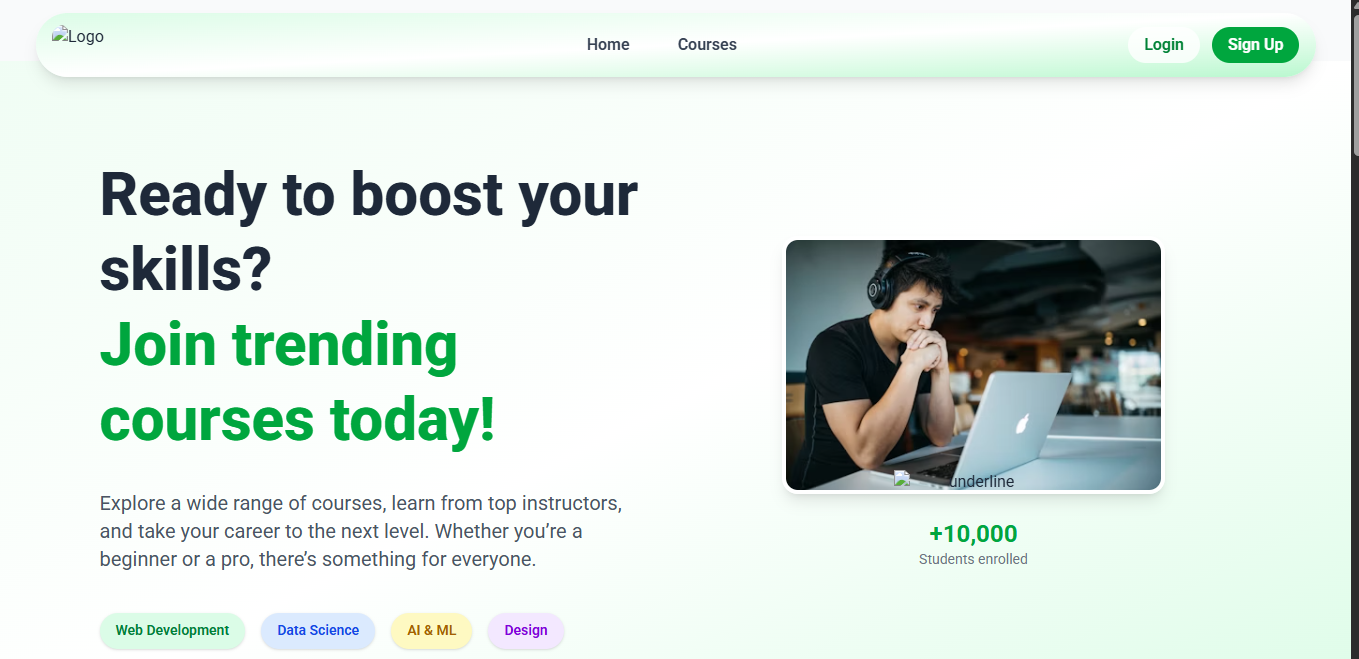 Logo
Home
Courses
Login
Sign Up
Ready to boost your
skills?
Join trending
courses today!
Explore a wide range of courses, learn from top instructors,
and take your career to the next level. Whether you’re a
beginner or a pro, there’s something for everyone.
Web Development
Data Science
AI & ML
Design
underline
+10,000
Students enrolled